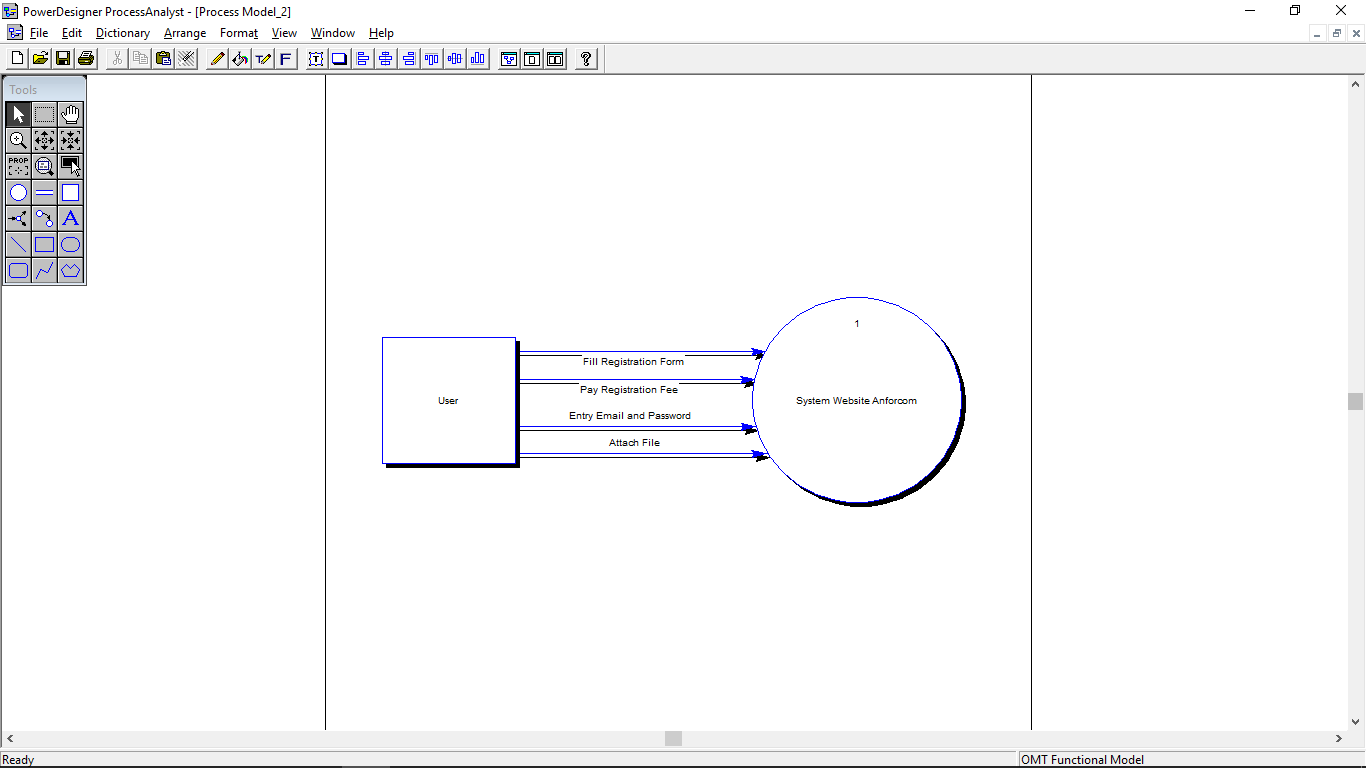 PowerDesigner ProcessAnalyst - [Process Model_2]
File Edit Dictionary Arrange Format View Window Help
Tools
PROP
1
Fill Registration Form
Pay Registration Fee
User
System Website Anforcom
Entry Email and Password
Attach File
Ready
OMT Functional Model